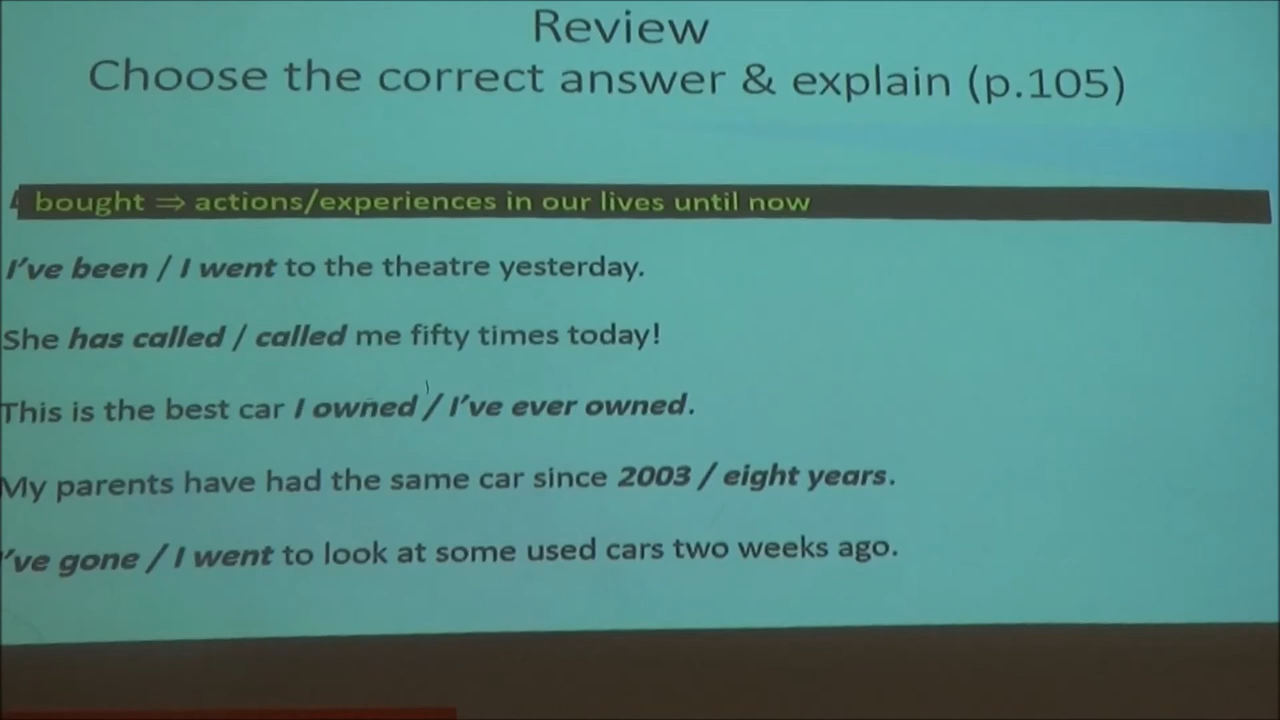 Review
Choose the correct answer & explain (p.105)
bought ⇒ actions/experiences in our lives until now
I've been / I went to the theatre yesterday.
She has called / called me fifty times today!
This is the best car I owned / I've ever owned.
My parents have had the same car since 2003 / eight years.
've gone / I went to look at some used cars two weeks ago.